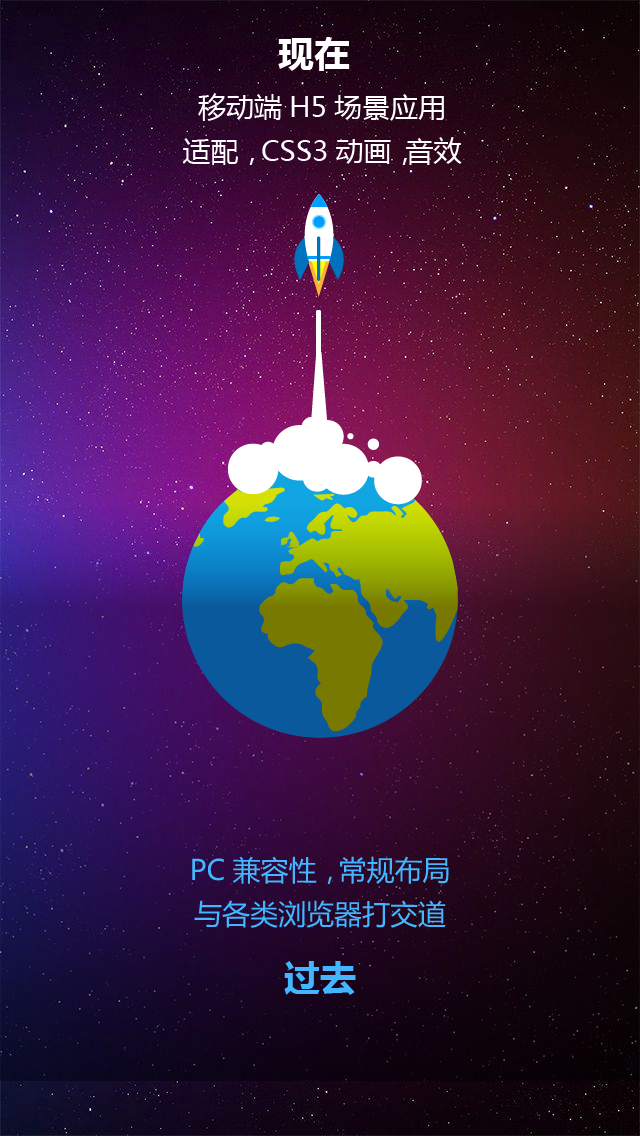 现在
移动端 H5 场景应用
适配 , CSS3 动画 , 音效
PC 兼容性 , 常规布局
与各类浏览器打交道
过去